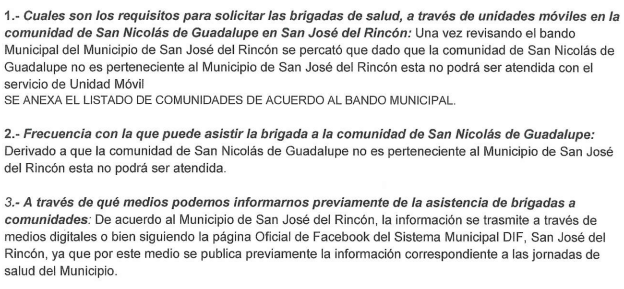 1.- Cuales son los requisitos para solicitar las brigadas de salud, a través de unidades móviles en la
comunidad de San Nicolás de Guadalupe en San José del Rincón: Una vez revisando el bando
Municipal del Municipio de San José del Rincón se percató que dado que la comunidad de San Nicolás de
Guadalupe no es perteneciente al Municipio de San José del Rincón esta no podrá ser atendida con el
servicio de Unidad Móvil
SE ANEXA EL LISTADO DE COMUNIDADES DE ACUERDO AL BANDO MUNICIPAL.
2.- Frecuencia con la que puede asistir la brigada a la comunidad de San Nicolás de Guadalupe:
Derivado a que la comunidad de San Nicolás de Guadalupe no es perteneciente al Municipio de San José
del Rincón esta no podrá ser atendida.
3.- A través de qué medios podemos informarnos previamente de la asistencia de brigadas a
comunidades: De acuerdo al Municipio de San José del Rincón, la información se trasmite a través de
medios digitales o bien siguiendo la página Oficial de Facebook del Sistema Municipal DIF, San José del
Rincón, ya que por este medio se publica previamente la información correspondiente a las jornadas de
salud del Municipio.